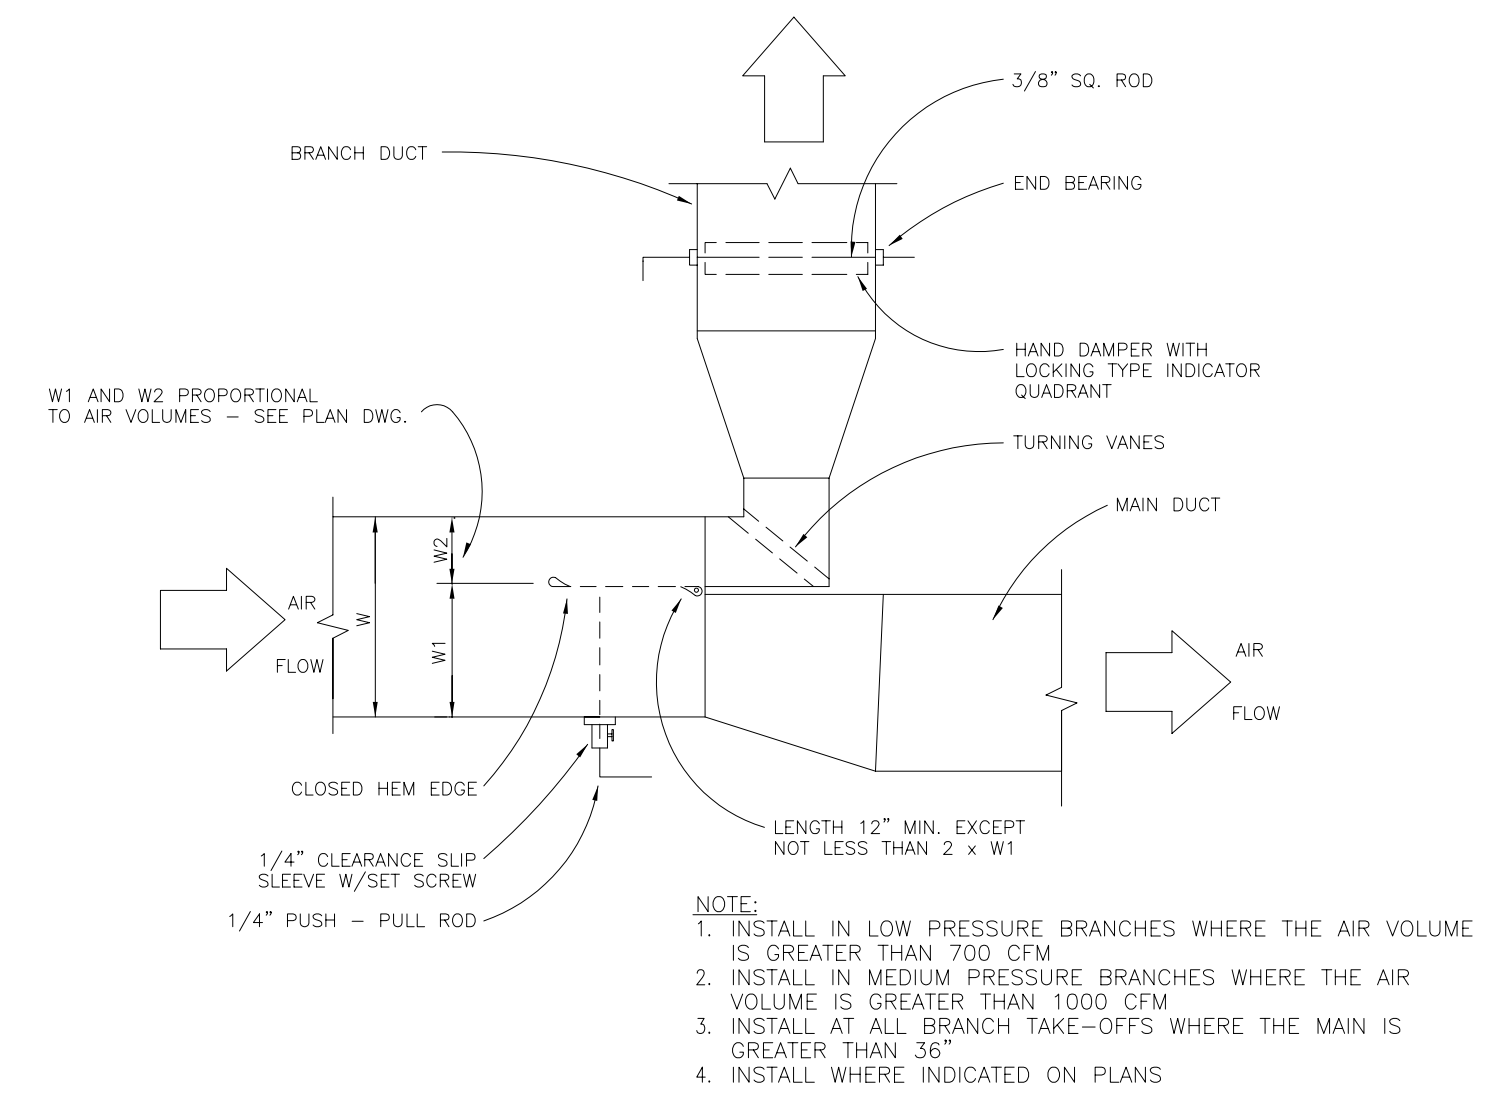 3/8” SQ. ROD
BRANCH DUCT
END BEARING
HAND DAMPER WITH
LOCKING TYPE INDICATOR
QUADRANT
W1 AND W2 PROPORTIONAL
TO AIR VOLUMES – SEE PLAN DWG.
TURNING VANES
MAIN DUCT
W2
AIR
FLOW
W
W1
AIR
FLOW
CLOSED HEM EDGE
LENGTH 12” MIN. EXCEPT
NOT LESS THAN 2 x W1
1/4” CLEARANCE SLIP
SLEEVE W/SET SCREW
1/4” PUSH – PULL ROD
NOTE:
1. INSTALL IN LOW PRESSURE BRANCHES WHERE THE AIR VOLUME
IS GREATER THAN 700 CFM
2. INSTALL IN MEDIUM PRESSURE BRANCHES WHERE THE AIR
VOLUME IS GREATER THAN 1000 CFM
3. INSTALL AT ALL BRANCH TAKE–OFFS WHERE THE MAIN IS
GREATER THAN 36”
4. INSTALL WHERE INDICATED ON PLANS